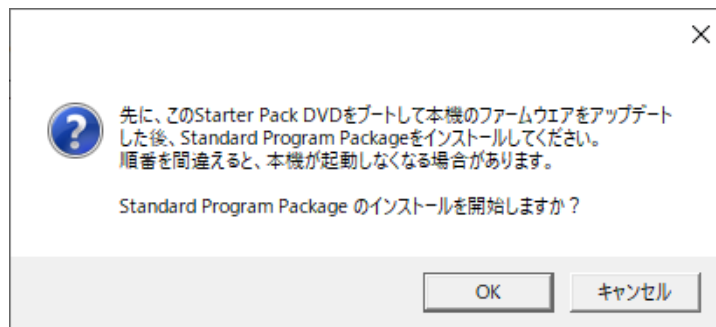 先に、このStarter Pack DVDをブートして本機のファームウェアをアップデート
した後、Standard Program Packageをインストールしてください。
順番を間違えると、本機が起動しなくなる場合があります。
Standard Program Package のインストールを開始しますか？
OK
キャンセル